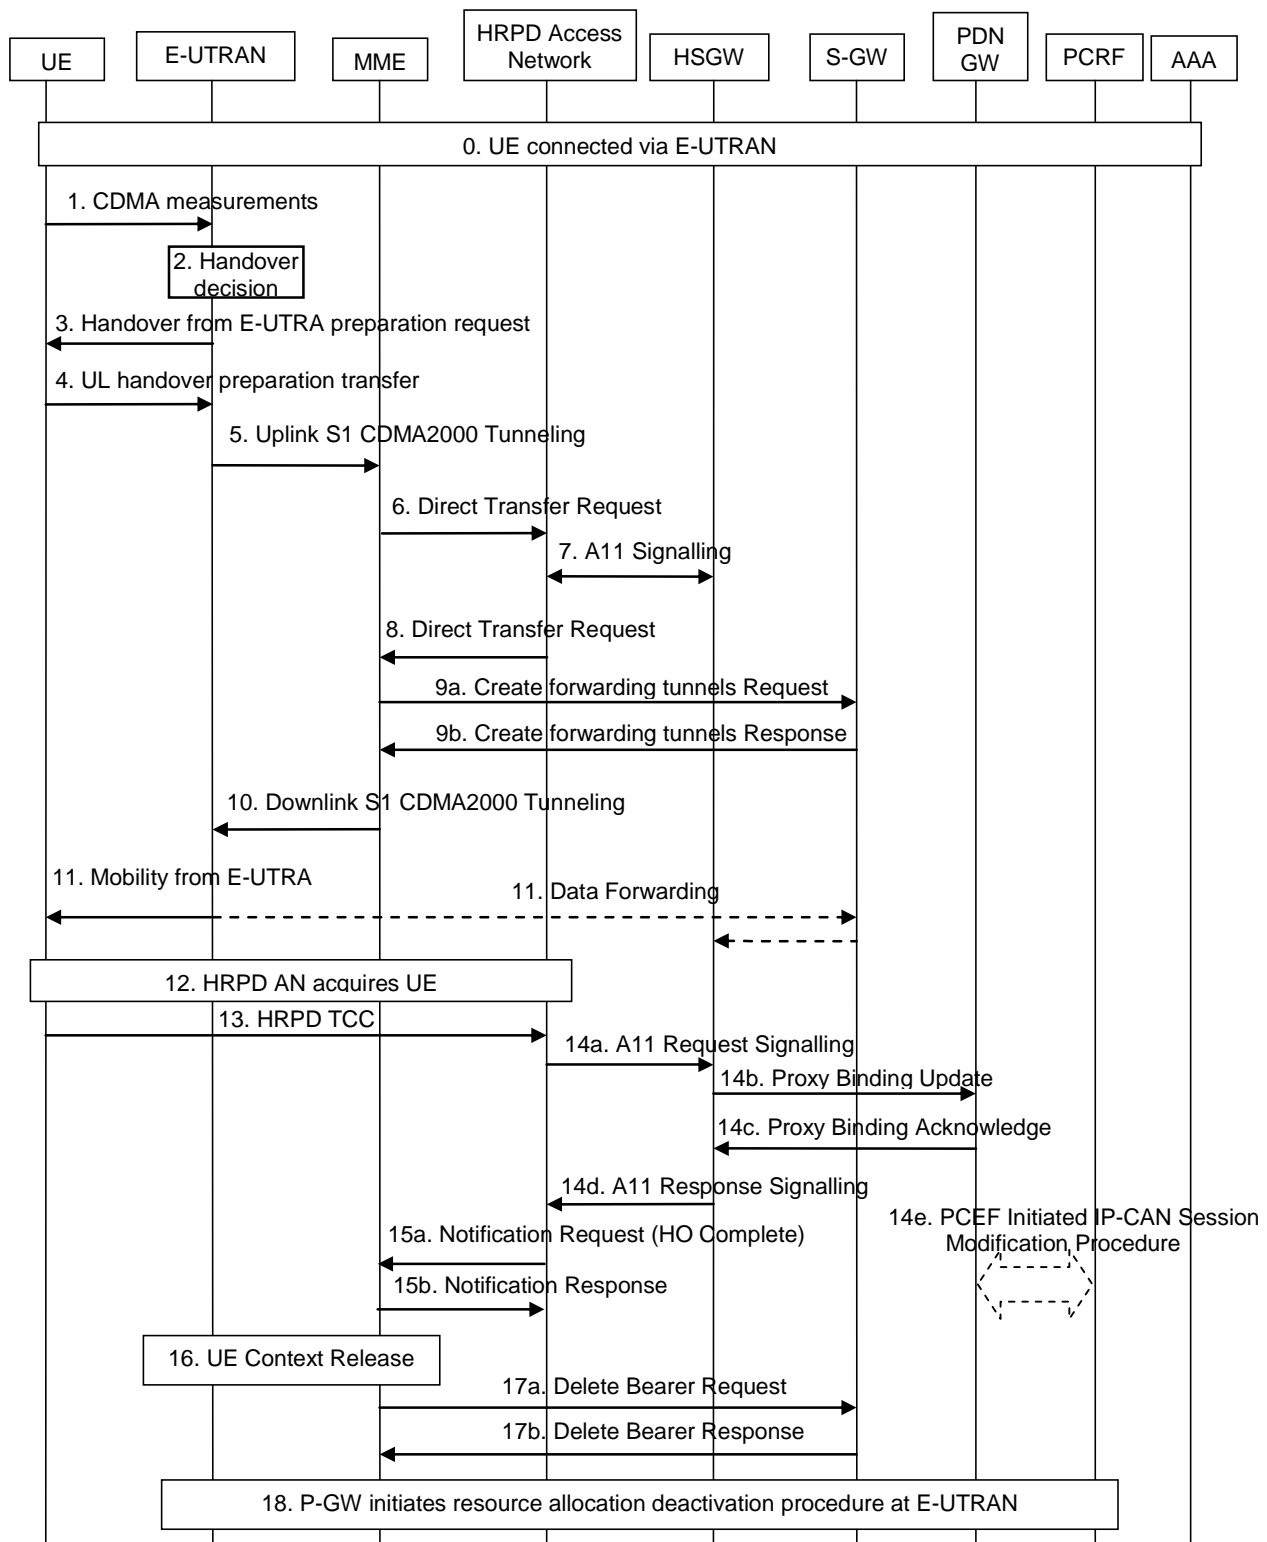 UE
E-UTRAN
MME
HRPD Access
Network
HSGW
S-GW
PDN
GW
PCRF
AAA
0. UE connected via E-UTRAN
1. CDMA measurements
2. Handover
decision
3. Handover from E-UTRA preparation request
4. UL handover preparation transfer
5. Uplink S1 CDMA2000 Tunneling
6. Direct Transfer Request
7. A11 Signalling
8. Direct Transfer Request
9a. Create forwarding tunnels Request
9b. Create forwarding tunnels Response
10. Downlink S1 CDMA2000 Tunneling
11. Mobility from E-UTRA
11. Data Forwarding
12. HRPD AN acquires UE
13. HRPD TCC
14a. A11 Request Signalling
14b. Proxy Binding Update
14c. Proxy Binding Acknowledge
14d. A11 Response Signalling
14e. PCEF Initiated IP-CAN Session
Modification Procedure
15a. Notification Request (HO Complete)
15b. Notification Response
16. UE Context Release
17a. Delete Bearer Request
17b. Delete Bearer Response
18. P-GW initiates resource allocation deactivation procedure at E-UTRAN